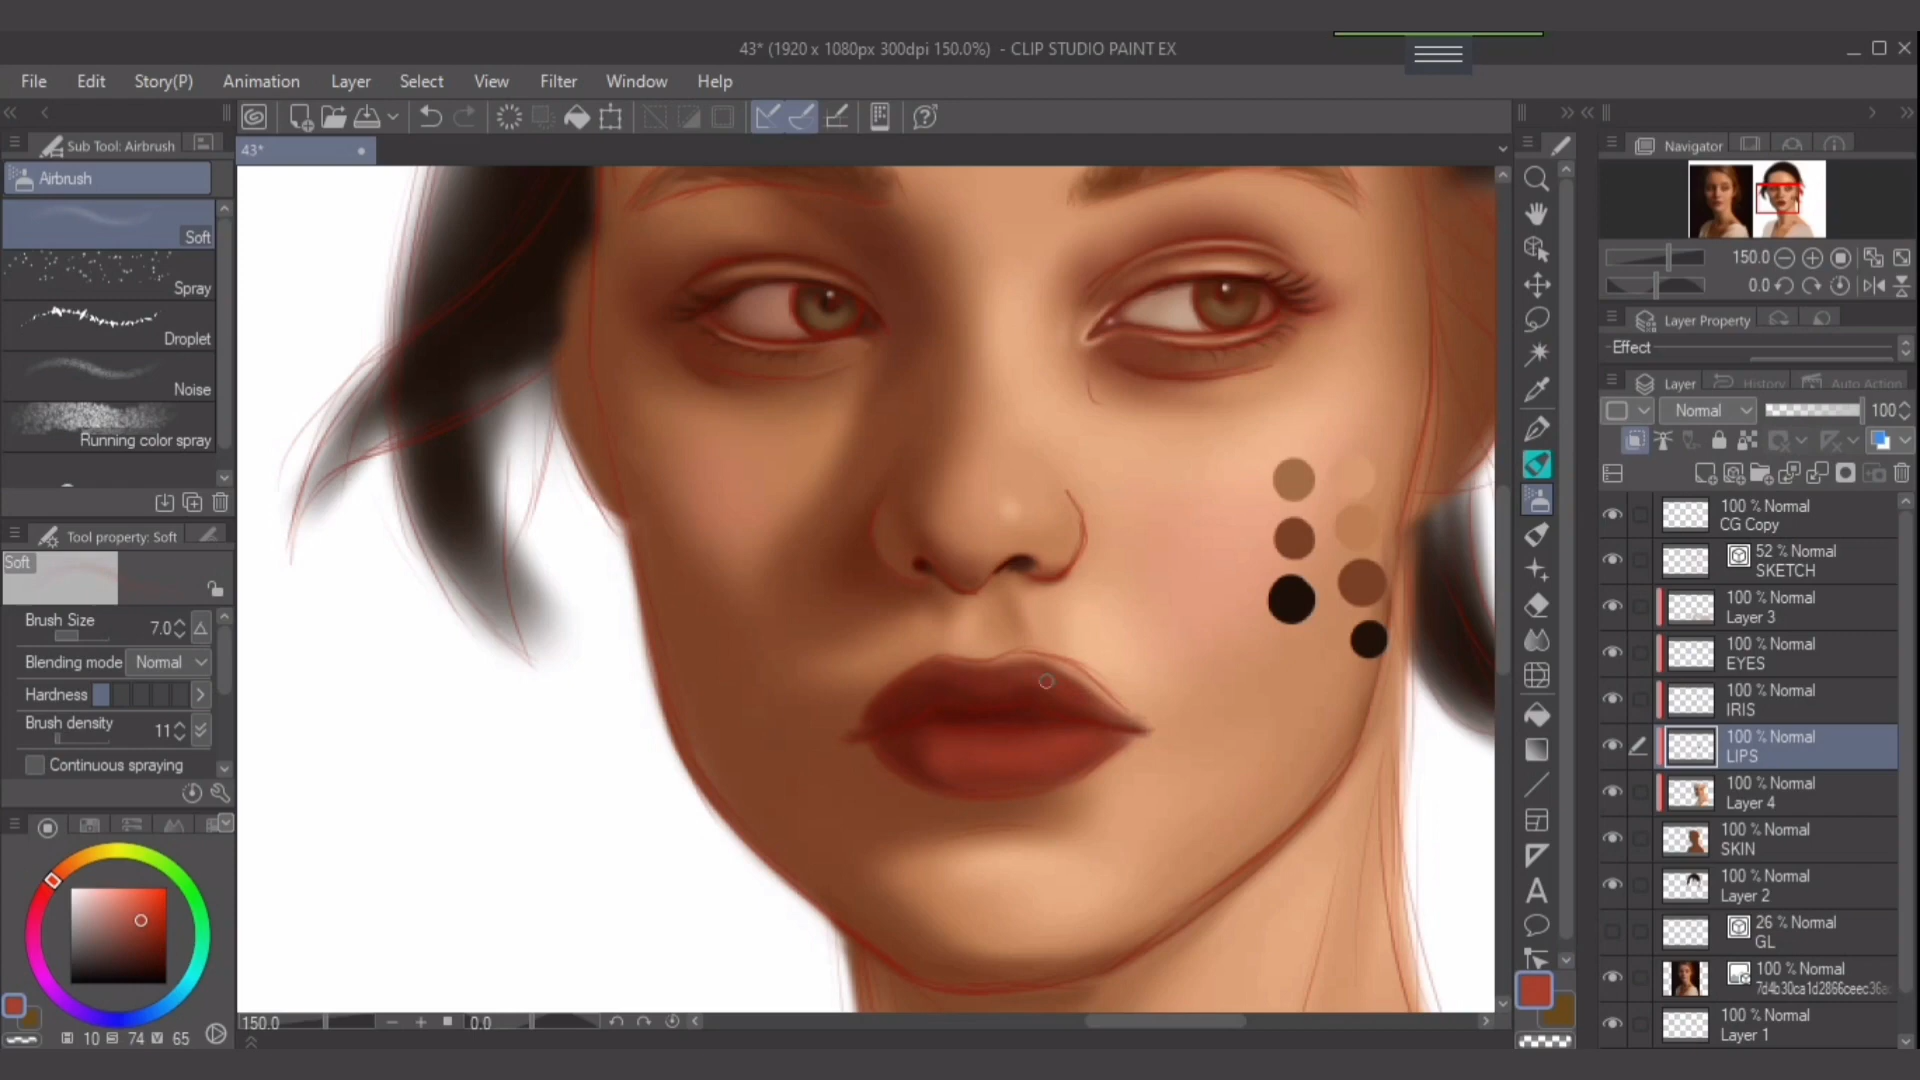 43* (1920 x 1080px 300dpi 150.0%) - CLIP STUDIO PAINT EX
File Edit Story(P) Animation Layer Select View Filter Window Help
Sub Tool: Airbrush
Airbrush
Soft
Spray
Droplet
Noise
Running color spray
Tool property: Soft
Soft
Brush Size 7.0
Blending mode Normal
Hardness
Brush density 11
Continuous spraying
H 10 S 74 V 65
43*
150.0 0.0
Navigator
150.0
0.0
Layer Property
Effect
Layer History Auto Action
Normal 100
100 % Normal
CG Copy
52 % Normal
SKETCH
100 % Normal
Layer 3
100 % Normal
EYES
100 % Normal
IRIS
100 % Normal
LIPS
100 % Normal
Layer 4
100 % Normal
SKIN
100 % Normal
Layer 2
26 % Normal
GL
100 % Normal
100 % Normal
Layer 1